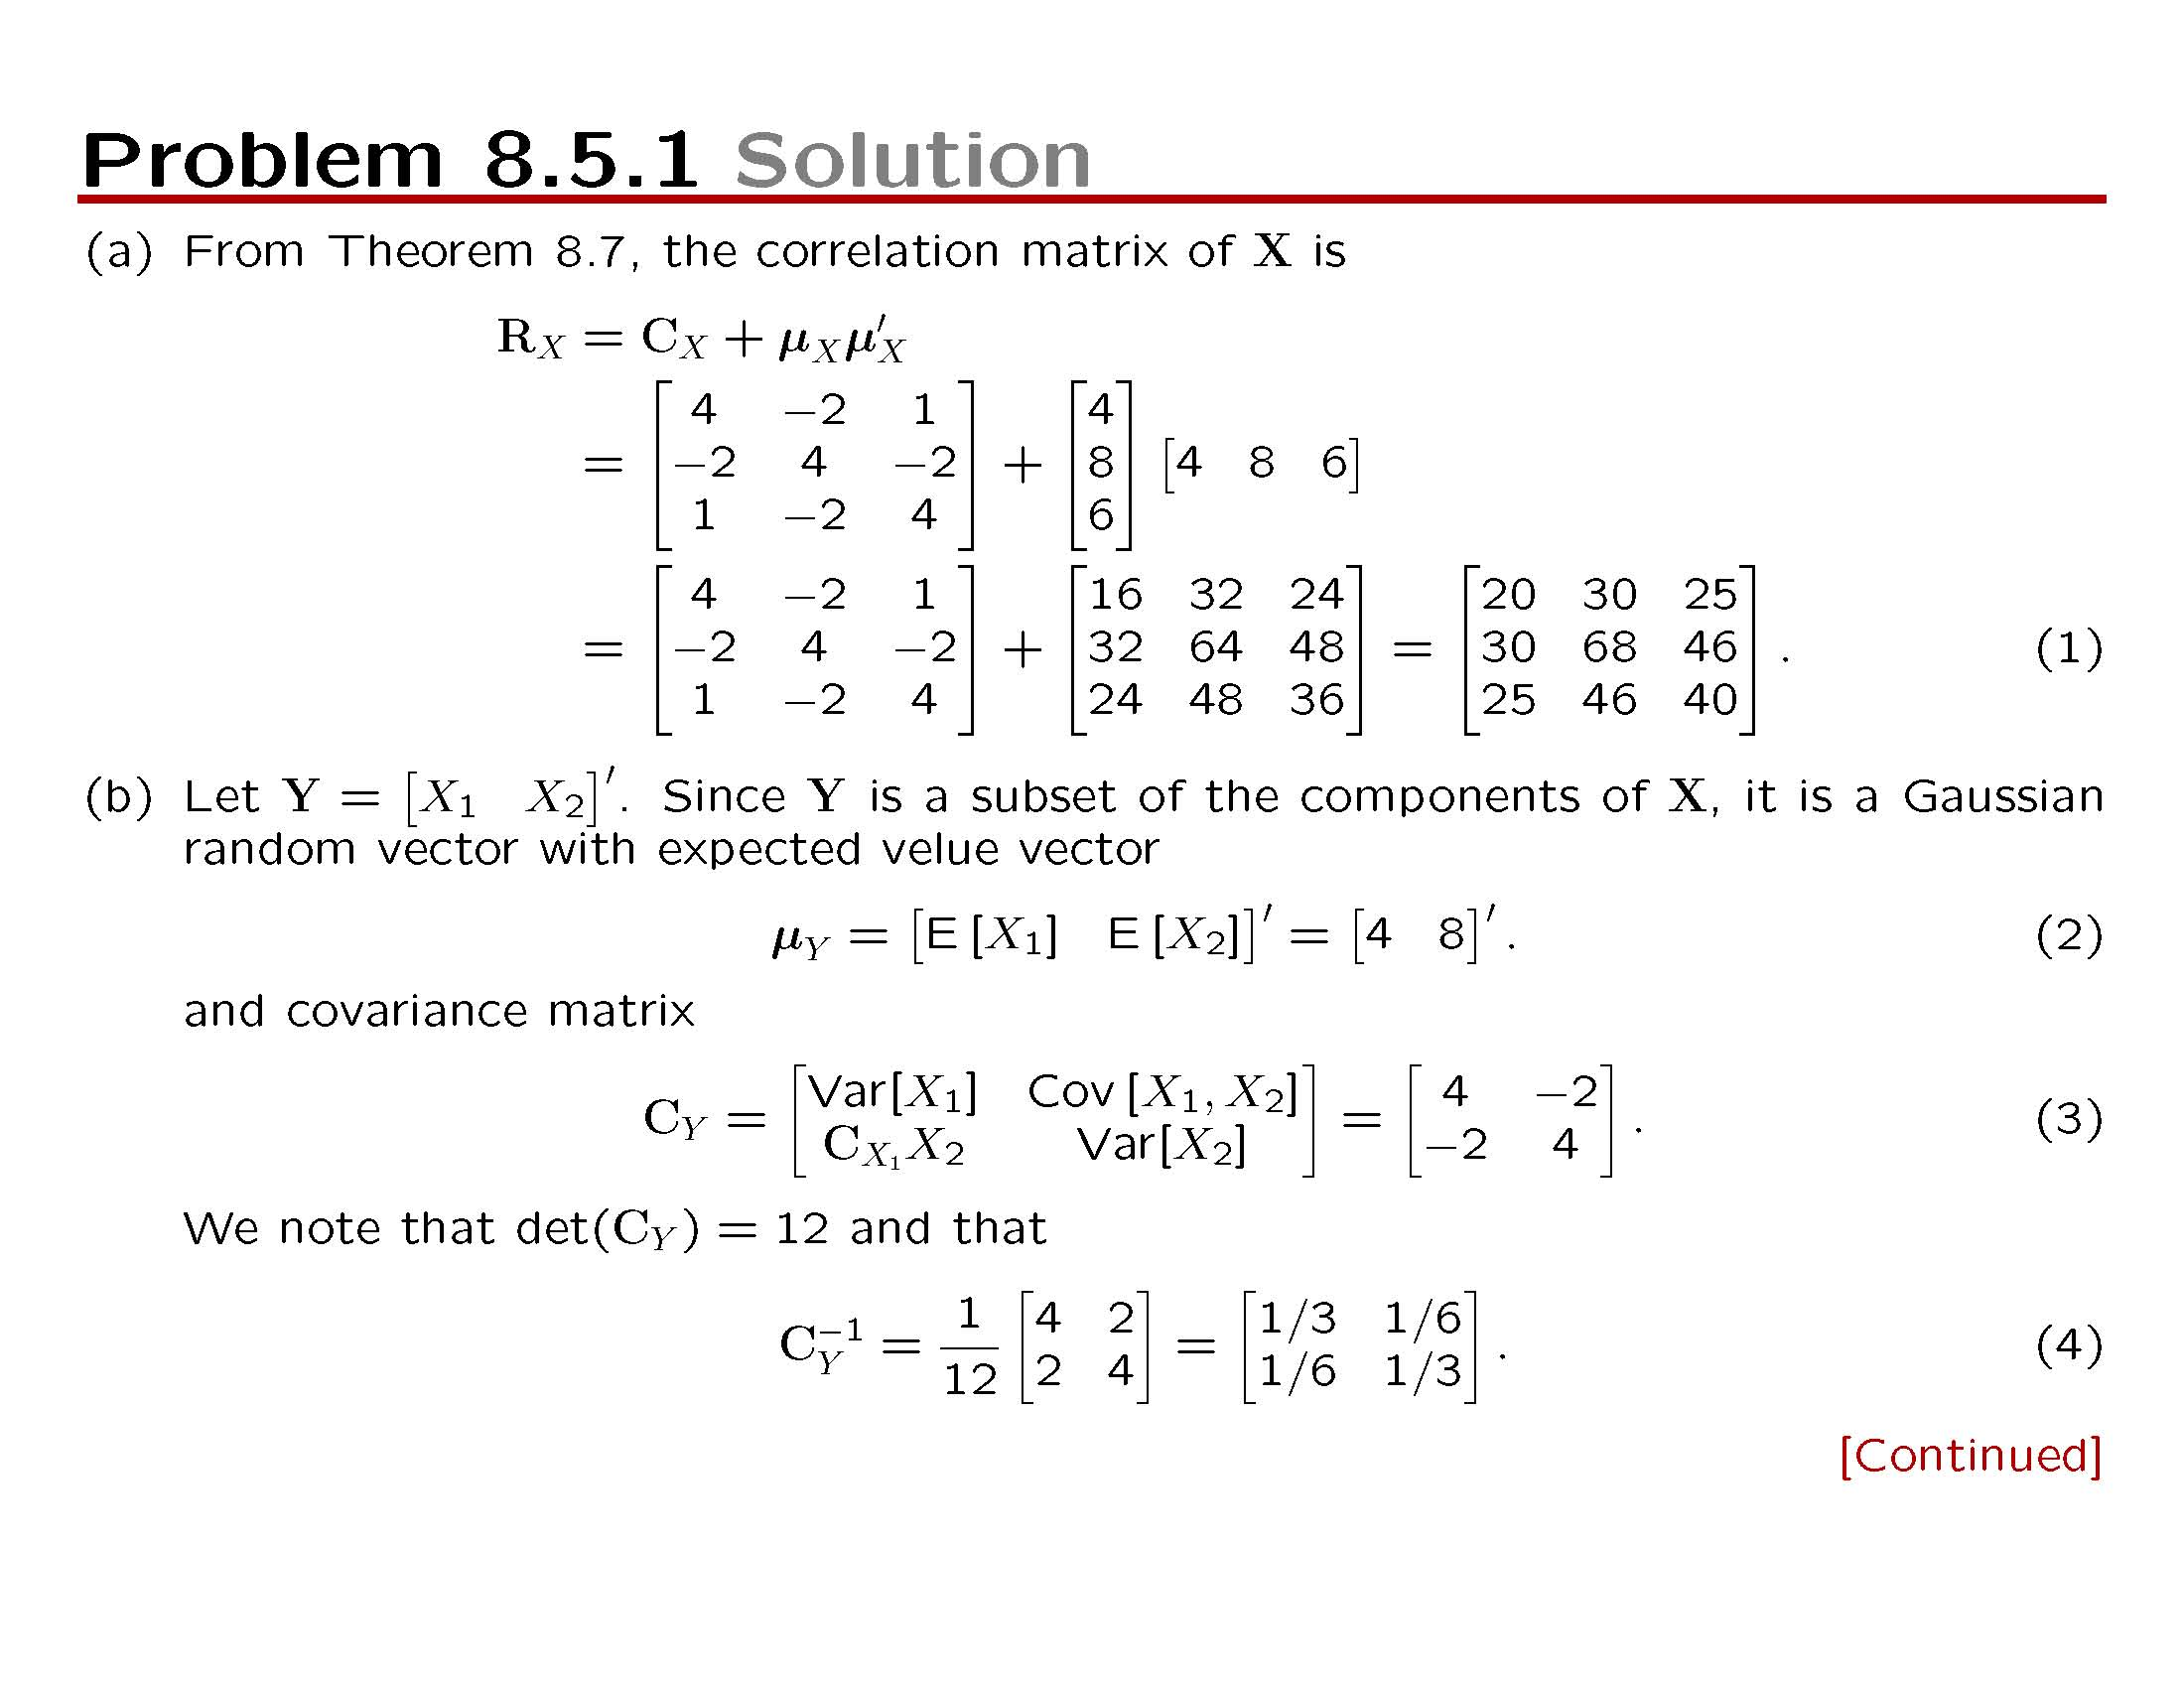 Problem 8.5.1 Solution
(a) From Theorem 8.7, the correlation matrix of X is
R_X = C_X + μ_X μ′_X
= [4 −2 1; −2 4 −2; 1 −2 4] + [4; 8; 6] [4 8 6]
= [4 −2 1; −2 4 −2; 1 −2 4] + [16 32 24; 32 64 48; 24 48 36] = [20 30 25; 30 68 46; 25 46 40]. (1)
(b) Let Y = [X_1 X_2]′. Since Y is a subset of the components of X, it is a Gaussian
random vector with expected velue vector
μ_Y = [E [X_1] E [X_2]]′ = [4 8]′. (2)
and covariance matrix
C_Y = [Var[X_1] Cov [X_1, X_2]; C_{X_1} X_2 Var[X_2]] = [4 −2; −2 4]. (3)
We note that det(C_Y) = 12 and that
C_Y^{−1} = 1/12 [4 2; 2 4] = [1/3 1/6; 1/6 1/3]. (4)
[Continued]